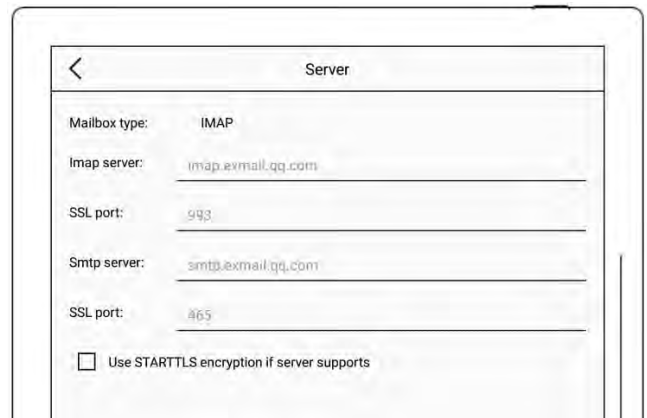 Server
Mailbox type: IMAP
Imap server: imap.exmail.qq.com
SSL port: 993
Smtp server: smtp.exmail.qq.com
SSL port: 465
Use STARTTLS encryption if server supports